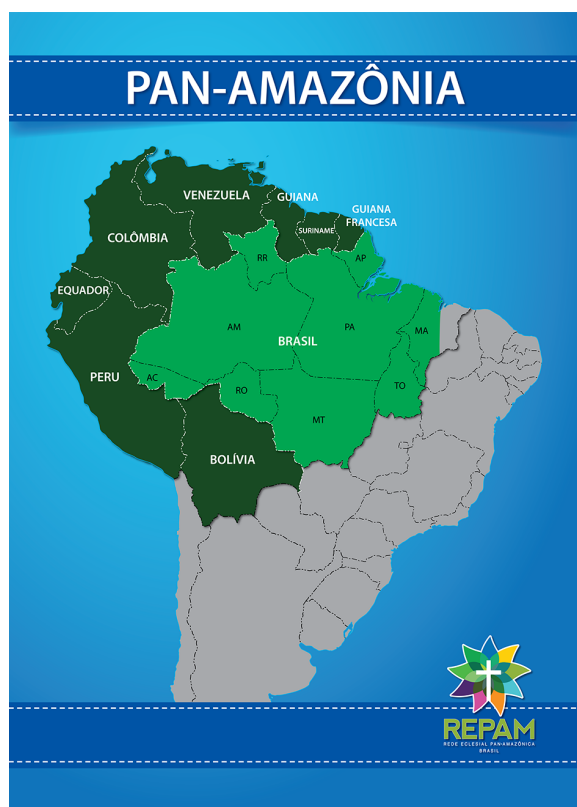 PAN-AMAZÔNIA
VENEZUELA
GUIANA
GUIANA
FRANCESA
SURINAME
COLÔMBIA
RR
AP
EQUADOR
AM
PA
MA
BRASIL
PERU
AC
RO
TO
MT
BOLÍVIA
REPAM
REDE ECLESIAL PAN-AMAZÔNICA
BRASIL